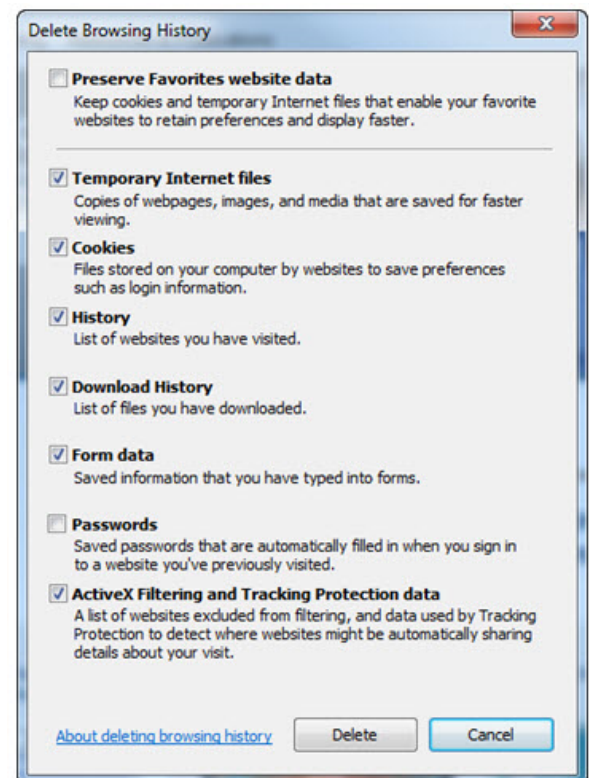 Delete Browsing History
Preserve Favorites website data
Keep cookies and temporary Internet files that enable your favorite
websites to retain preferences and display faster.
Temporary Internet files
Copies of webpages, images, and media that are saved for faster
viewing.
Cookies
Files stored on your computer by websites to save preferences
such as login information.
History
List of websites you have visited.
Download History
List of files you have downloaded.
Form data
Saved information that you have typed into forms.
Passwords
Saved passwords that are automatically filled in when you sign in
to a website you've previously visited.
ActiveX Filtering and Tracking Protection data
A list of websites excluded from filtering, and data used by Tracking
Protection to detect where websites might be automatically sharing
details about your visit.
About deleting browsing history Delete Cancel